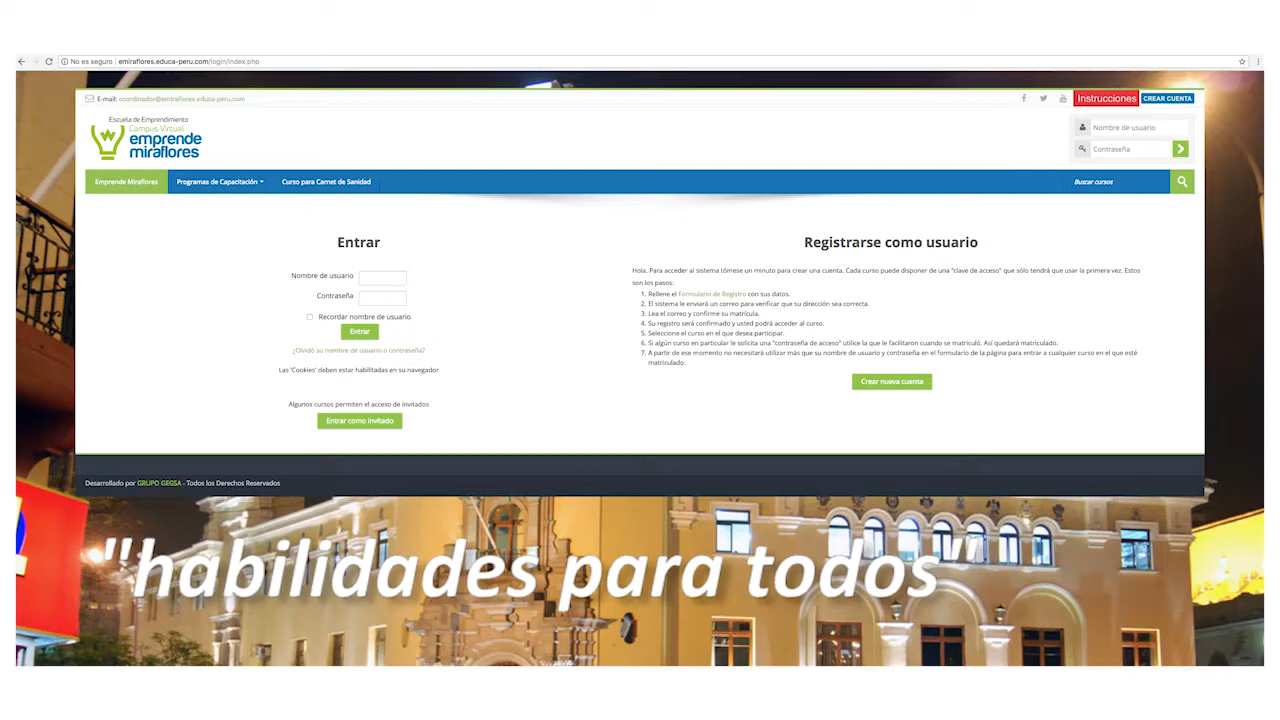 No es seguro | emiraflores.educa-peru.com/login/index.php
E-mail: coordinador@emiraflores.educa-peru.com
Instrucciones
CREAR CUENTA
Escuela de Emprendimiento
Campus Virtual
emprende
miraflores
Nombre de usuario
Contraseña
Emprende Miraflores
Programas de Capacitación
Curso para Carnet de Sanidad
Buscar cursos
Entrar
Nombre de usuario
Contraseña
Recordar nombre de usuario
Entrar
¿Olvidó su nombre de usuario o contraseña?
Las 'Cookies' deben estar habilitadas en su navegador
Algunos cursos permiten el acceso de invitados
Entrar como invitado
Registrarse como usuario
Hola. Para acceder al sistema tómese un minuto para crear una cuenta. Cada curso puede disponer de una "clave de acceso" que sólo tendrá que usar la primera vez. Estos
son los pasos:
1. Rellene el Formulario de Registro con sus datos.
2. El sistema le enviará un correo para verificar que su dirección sea correcta.
3. Lea el correo y confirme su matrícula.
4. Su registro será confirmado y usted podrá acceder al curso.
5. Seleccione el curso en el que desea participar.
6. Si algún curso en particular le solicita una "contraseña de acceso" utilice la que le facilitaron cuando se matriculó. Así quedará matriculado.
7. A partir de ese momento no necesitará utilizar más que su nombre de usuario y contraseña en el formulario de la página para entrar a cualquier curso en el que esté
matriculado.
Crear nueva cuenta
Desarrollado por GRUPO GEGSA - Todos los Derechos Reservados
"habilidades para todos"